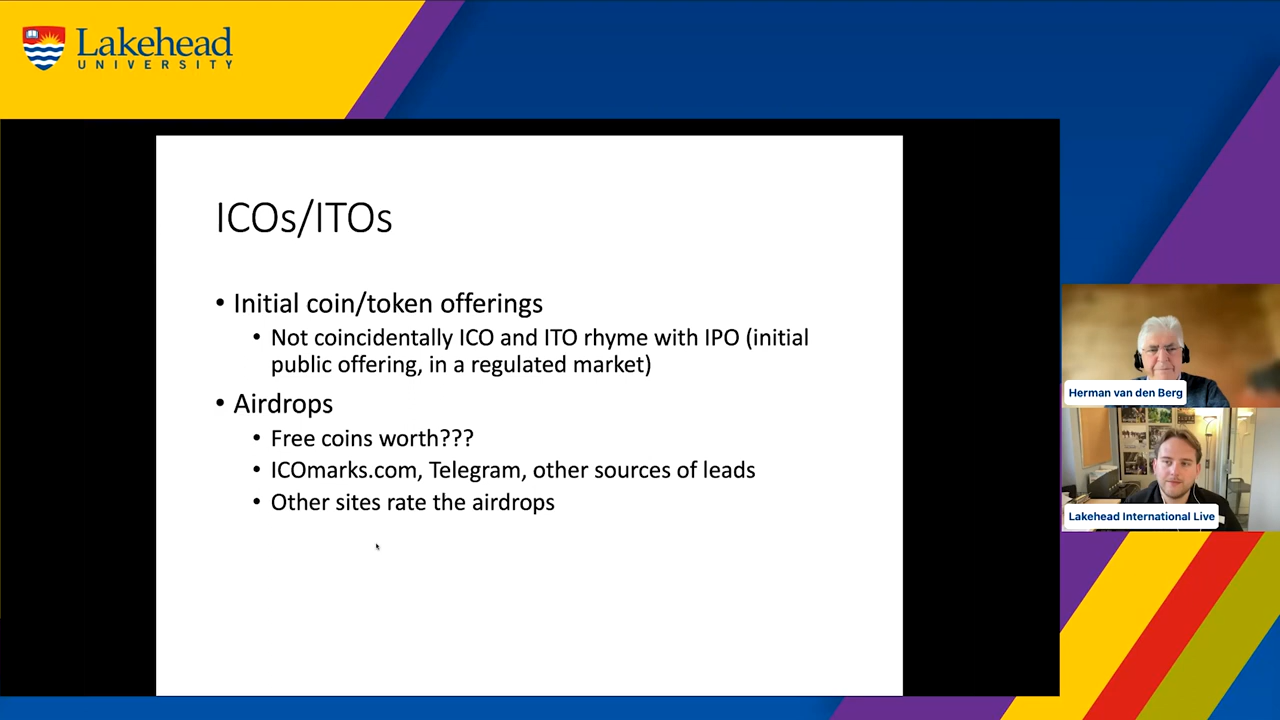 Lakehead
UNIVERSITY
ICOs/ITOs
• Initial coin/token offerings
• Not coincidentally ICO and ITO rhyme with IPO (initial
public offering, in a regulated market)
• Airdrops
• Free coins worth???
• ICOmarks.com, Telegram, other sources of leads
• Other sites rate the airdrops
Herman van den Berg
Lakehead International Live